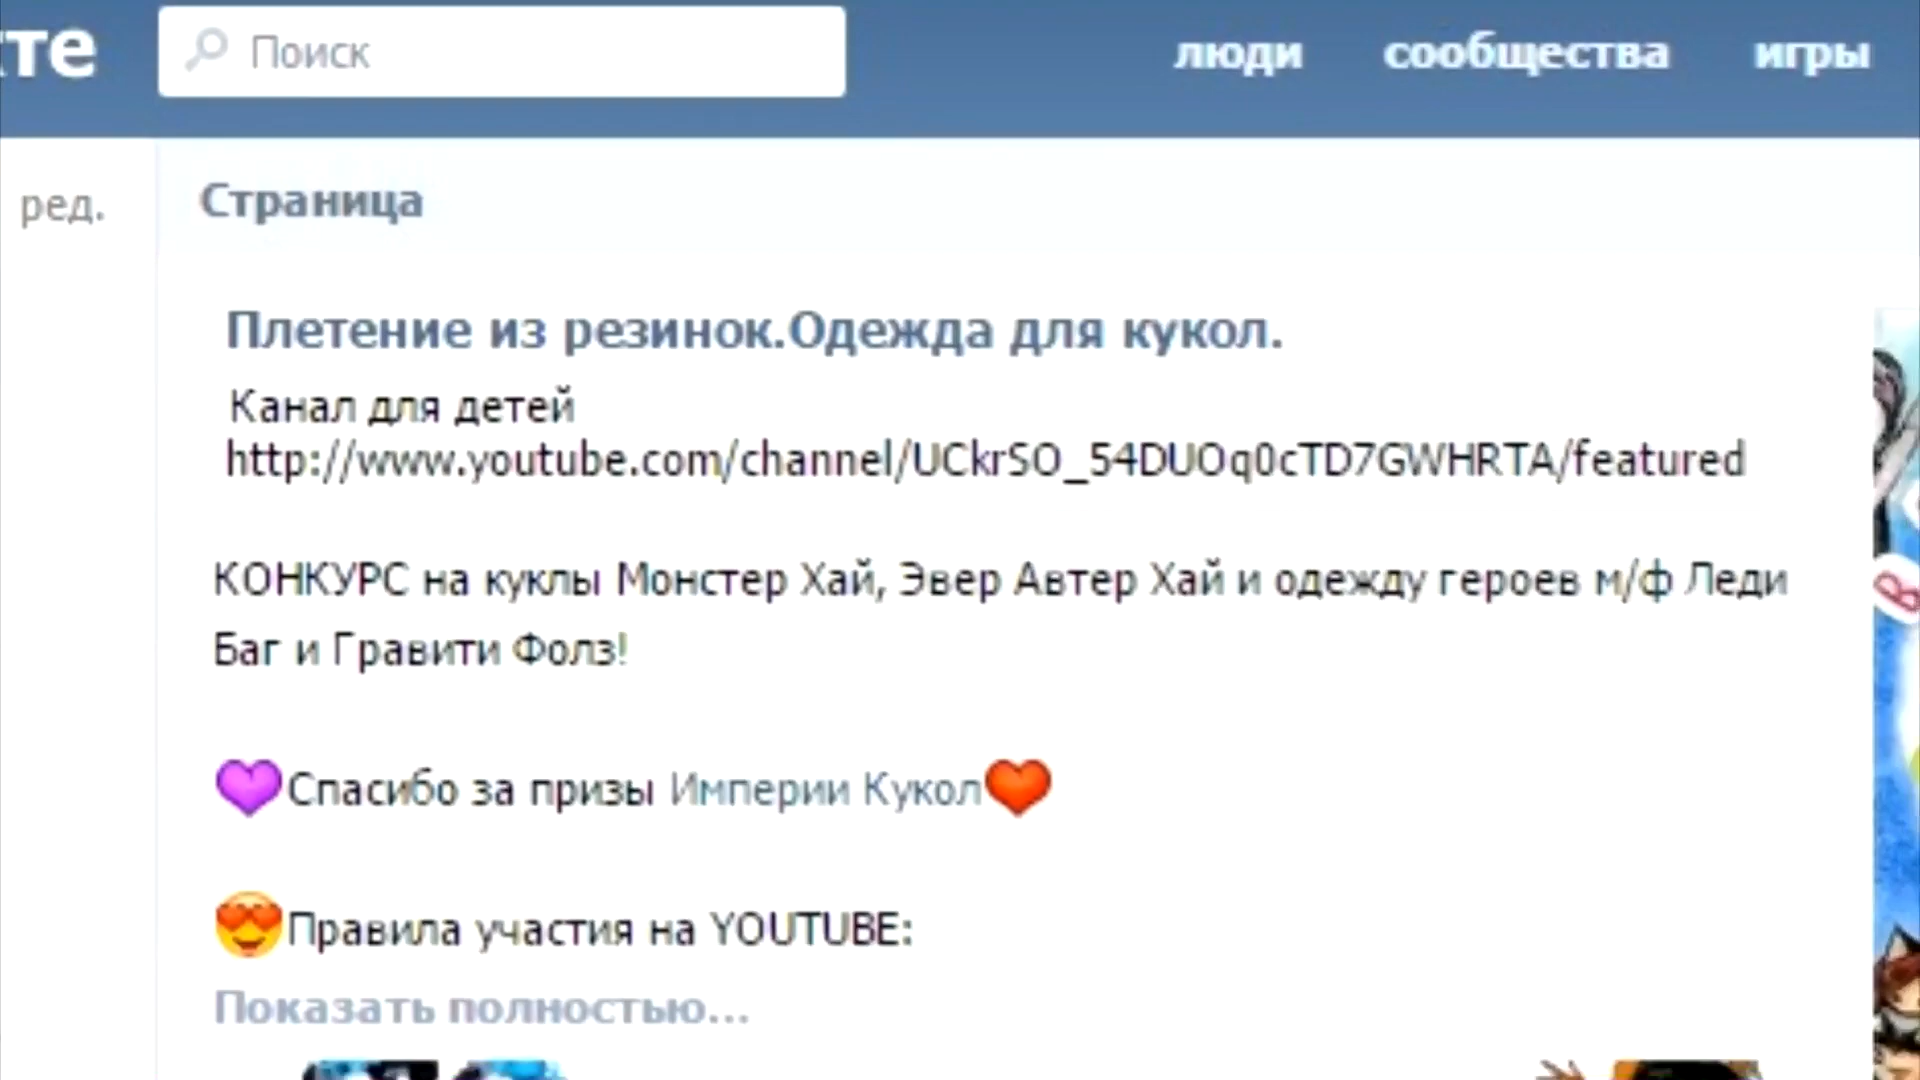 кте
Поиск
люди сообщества игры
ред.
Страница
Плетение из резинок.Одежда для кукол.
Канал для детей
http://www.youtube.com/channel/UCkrSO_54DUOq0cTD7GWHRTA/featured
КОНКУРС на куклы Монстер Хай, Эвер Автер Хай и одежду героев м/ф Леди
Баг и Гравити Фолз!
💜Спасибо за призы Империи Кукол❤
😍Правила участия на YOUTUBE:
Показать полностью...